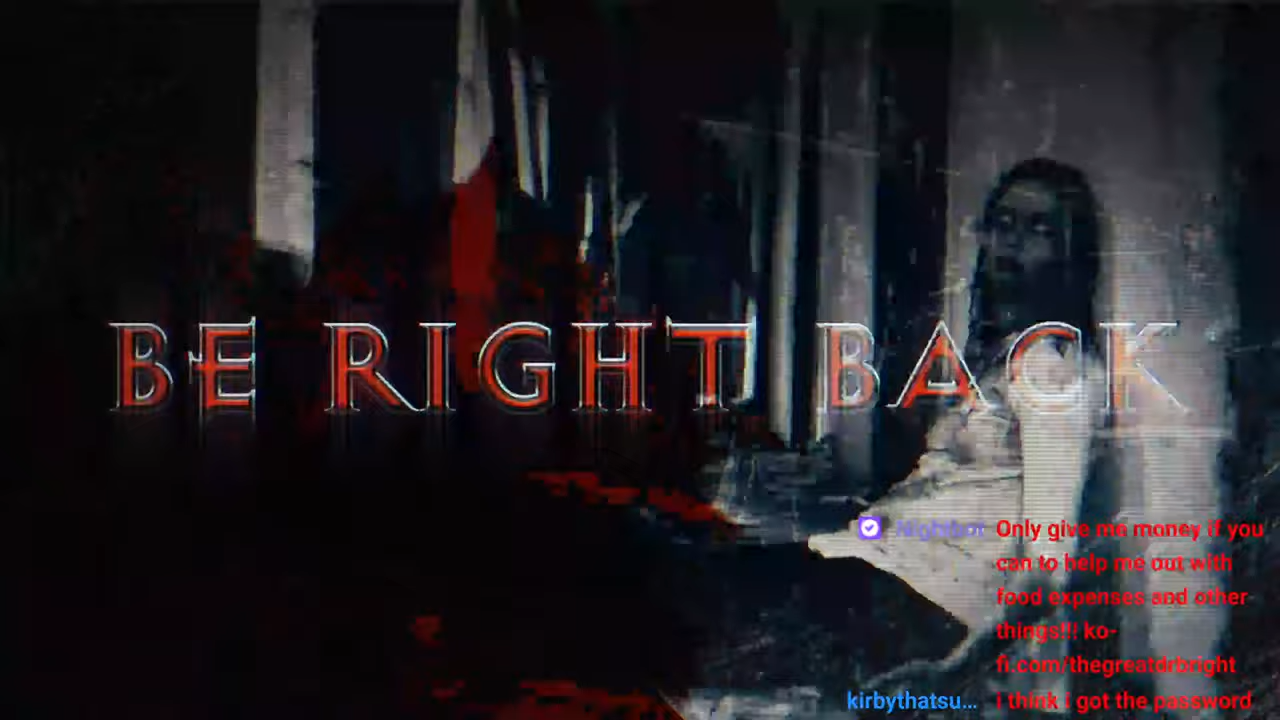 BE RIGHT BACK
Nightbot Only give me money if you
can to help me out with
food expenses and other
things!!! ko-
fi.com/thegreatdrbright
kirbythatsu... i think i got the password